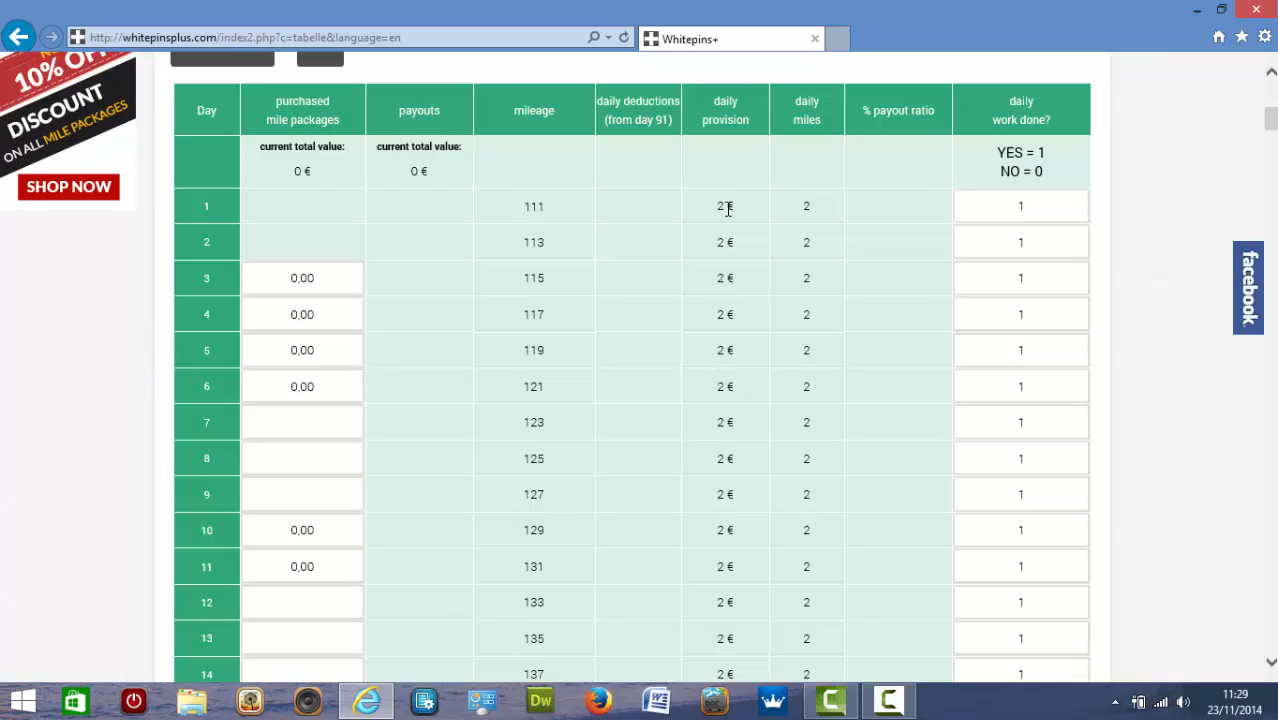 http://whitepinsplus.com/index2.php?c=tabelle&language=en
Whitepins+
10% OFF
DISCOUNT
ON ALL MILE PACKAGES
SHOP NOW
Day purchased mile packages payouts mileage daily deductions (from day 91) daily provision daily miles % payout ratio daily work done?
current total value: 0 € current total value: 0 € YES = 1 NO = 0
1 111 2 € 2 1
2 113 2 € 2 1
3 0,00 115 2 € 2 1
4 0,00 117 2 € 2 1
5 0,00 119 2 € 2 1
6 0,00 121 2 € 2 1
7 123 2 € 2 1
8 125 2 € 2 1
9 127 2 € 2 1
10 0,00 129 2 € 2 1
11 0,00 131 2 € 2 1
12 133 2 € 2 1
13 135 2 € 2 1
14 137 2 € 2 1
facebook
Dw
11:29
23/11/2014